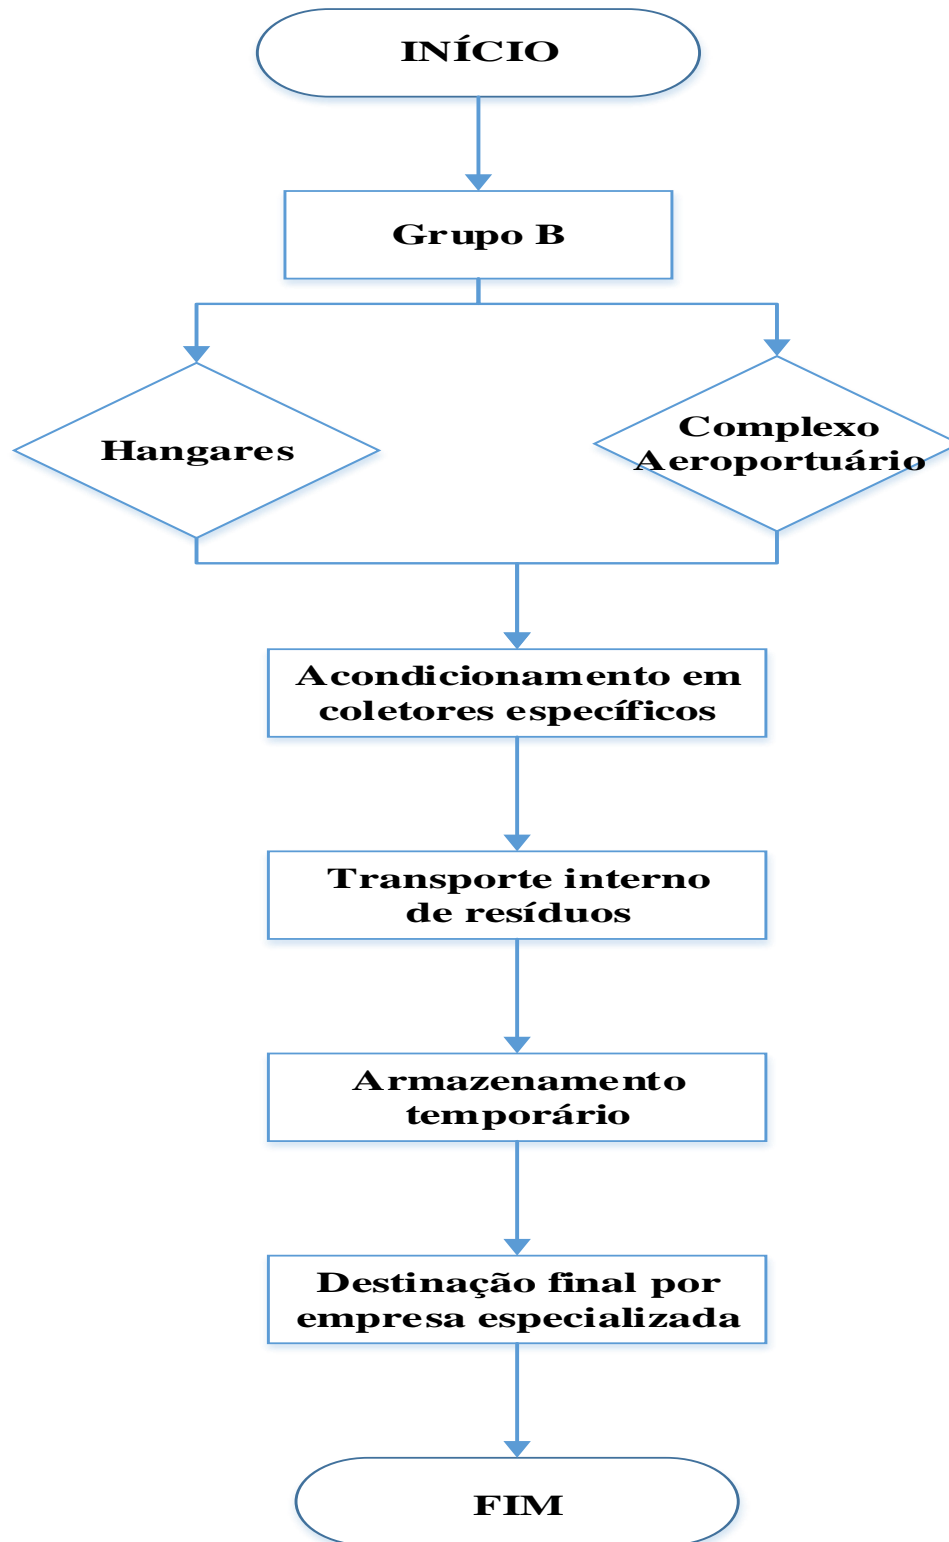 INÍCIO
Grupo B
Hangares
Complexo
Aeroportuário
Acondicionamento em
coletores específicos
Transporte interno
de resíduos
Armazenamento
temporário
Destinação final por
empresa especializada
FIM